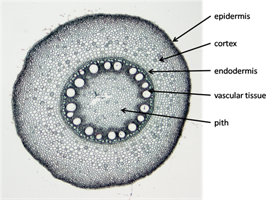 epidermis
cortex
endodermis
vascular tissue
pith